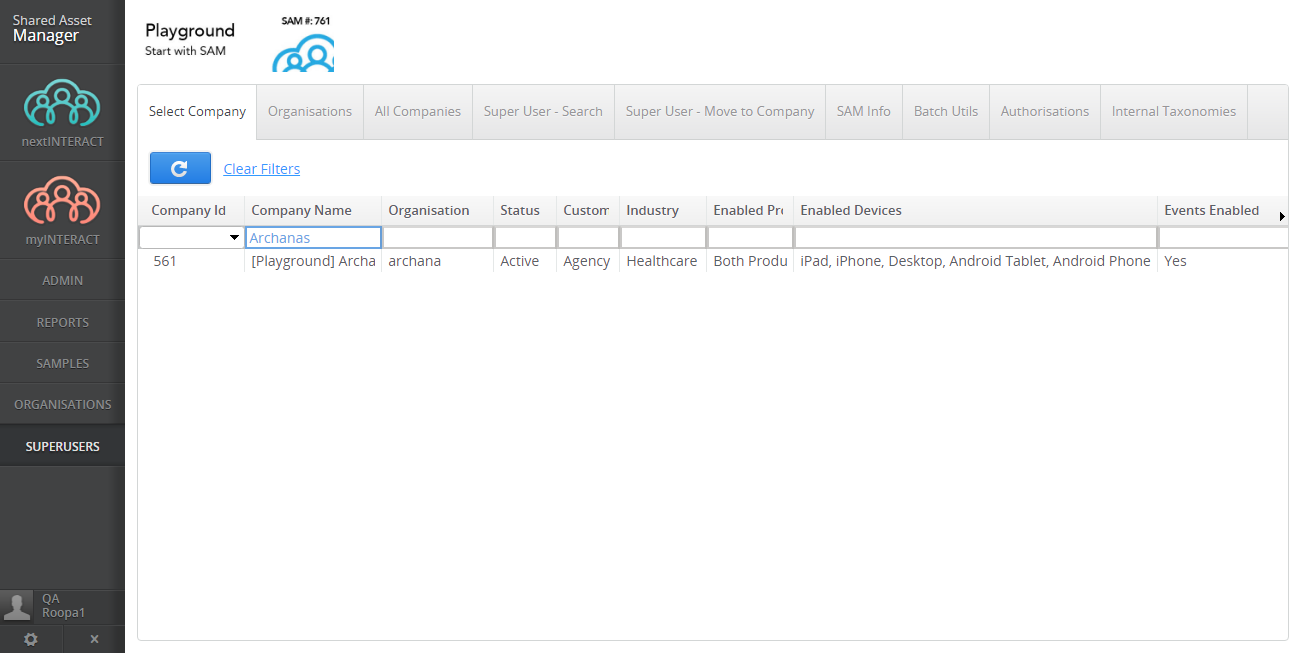 Shared Asset
Manager
nextINTERACT
myINTERACT
ADMIN
REPORTS
SAMPLES
ORGANISATIONS
SUPERUSERS
QA
Roopa1
Playground
Start with SAM
SAM #: 761
Select Company Organisations All Companies Super User - Search Super User - Move to Company SAM Info Batch Utils Authorisations Internal Taxonomies
Clear Filters
Company Id Company Name Organisation Status Custom Industry Enabled Pro Enabled Devices Events Enabled
Archanas
561 [Playground] Archa archana Active Agency Healthcare Both Produ iPad, iPhone, Desktop, Android Tablet, Android Phone Yes